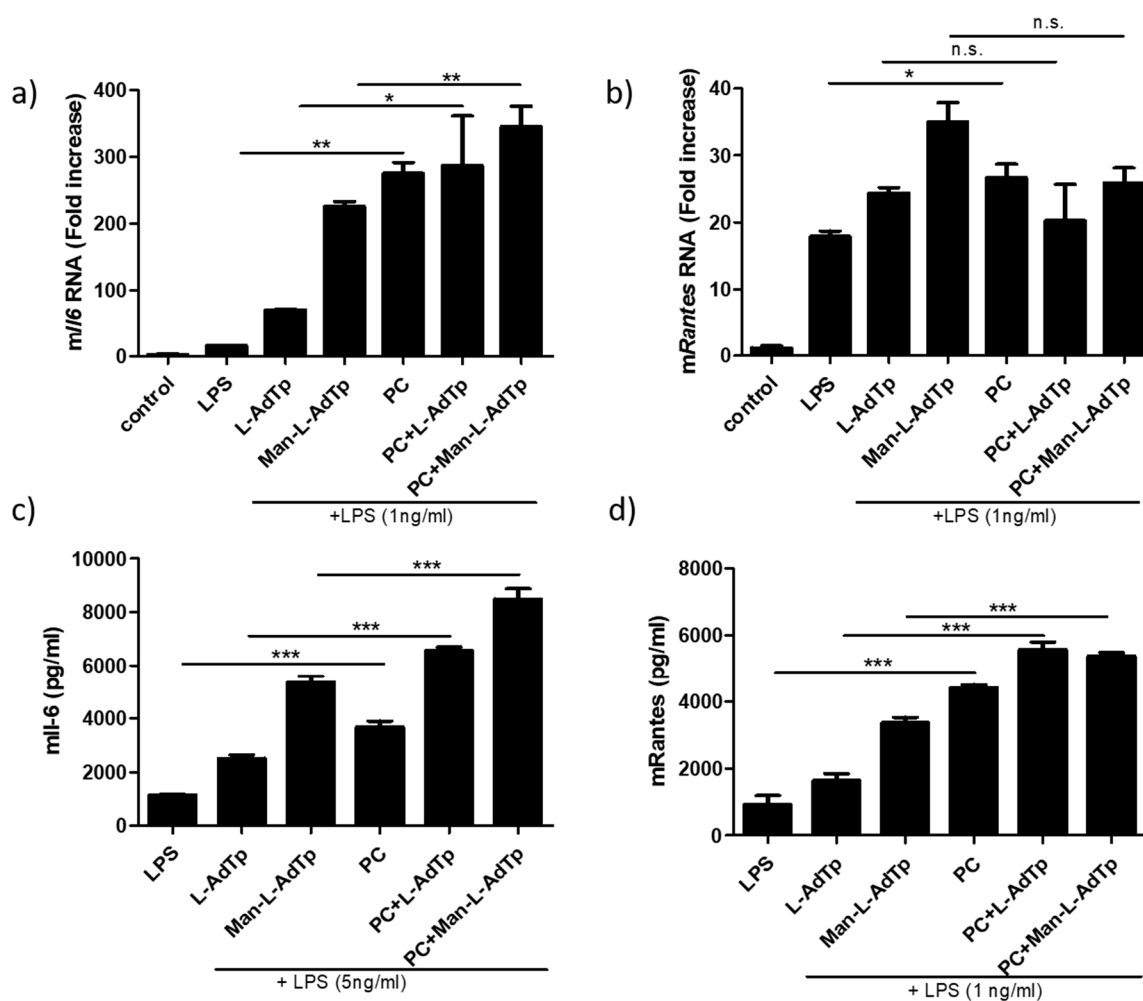 a)
mIl6 RNA (Fold increase)
400
300
200
100
0
**
*
**
control
LPS
L-AdTp
Man-L-AdTp
PC
PC+L-AdTp
PC+Man-L-AdTp
+LPS (1ng/ml)
b)
mRantes RNA (Fold increase)
40
30
20
10
0
n.s.
n.s.
*
control
LPS
L-AdTp
Man-L-AdTp
PC
PC+L-AdTp
PC+Man-L-AdTp
+LPS (1ng/ml)
c)
mIl-6 (pg/ml)
10000
8000
6000
4000
2000
0
***
***
***
LPS
L-AdTp
Man-L-AdTp
PC
PC+L-AdTp
PC+Man-L-AdTp
+ LPS (5ng/ml)
d)
mRantes (pg/ml)
8000
6000
4000
2000
0
***
***
***
LPS
L-AdTp
Man-L-AdTp
PC
PC+L-AdTp
PC+Man-L-AdTp
+ LPS (1 ng/ml)